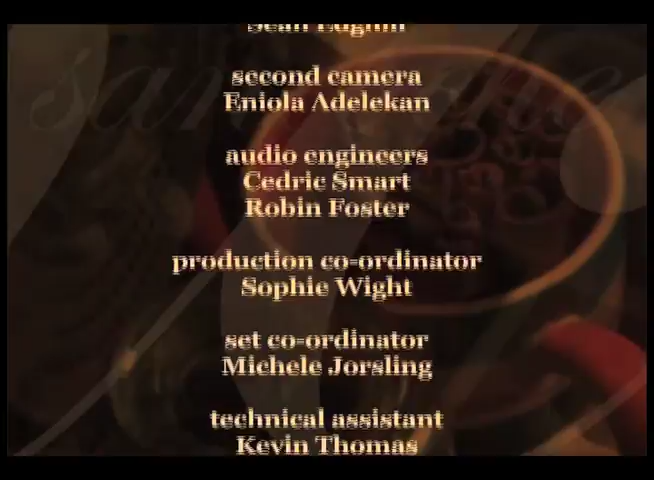 second camera
Eniola Adelekan
audio engineers
Cedric Smart
Robin Foster
production co-ordinator
Sophie Wight
set co-ordinator
Michele Jorsling
technical assistant
Kevin Thomas